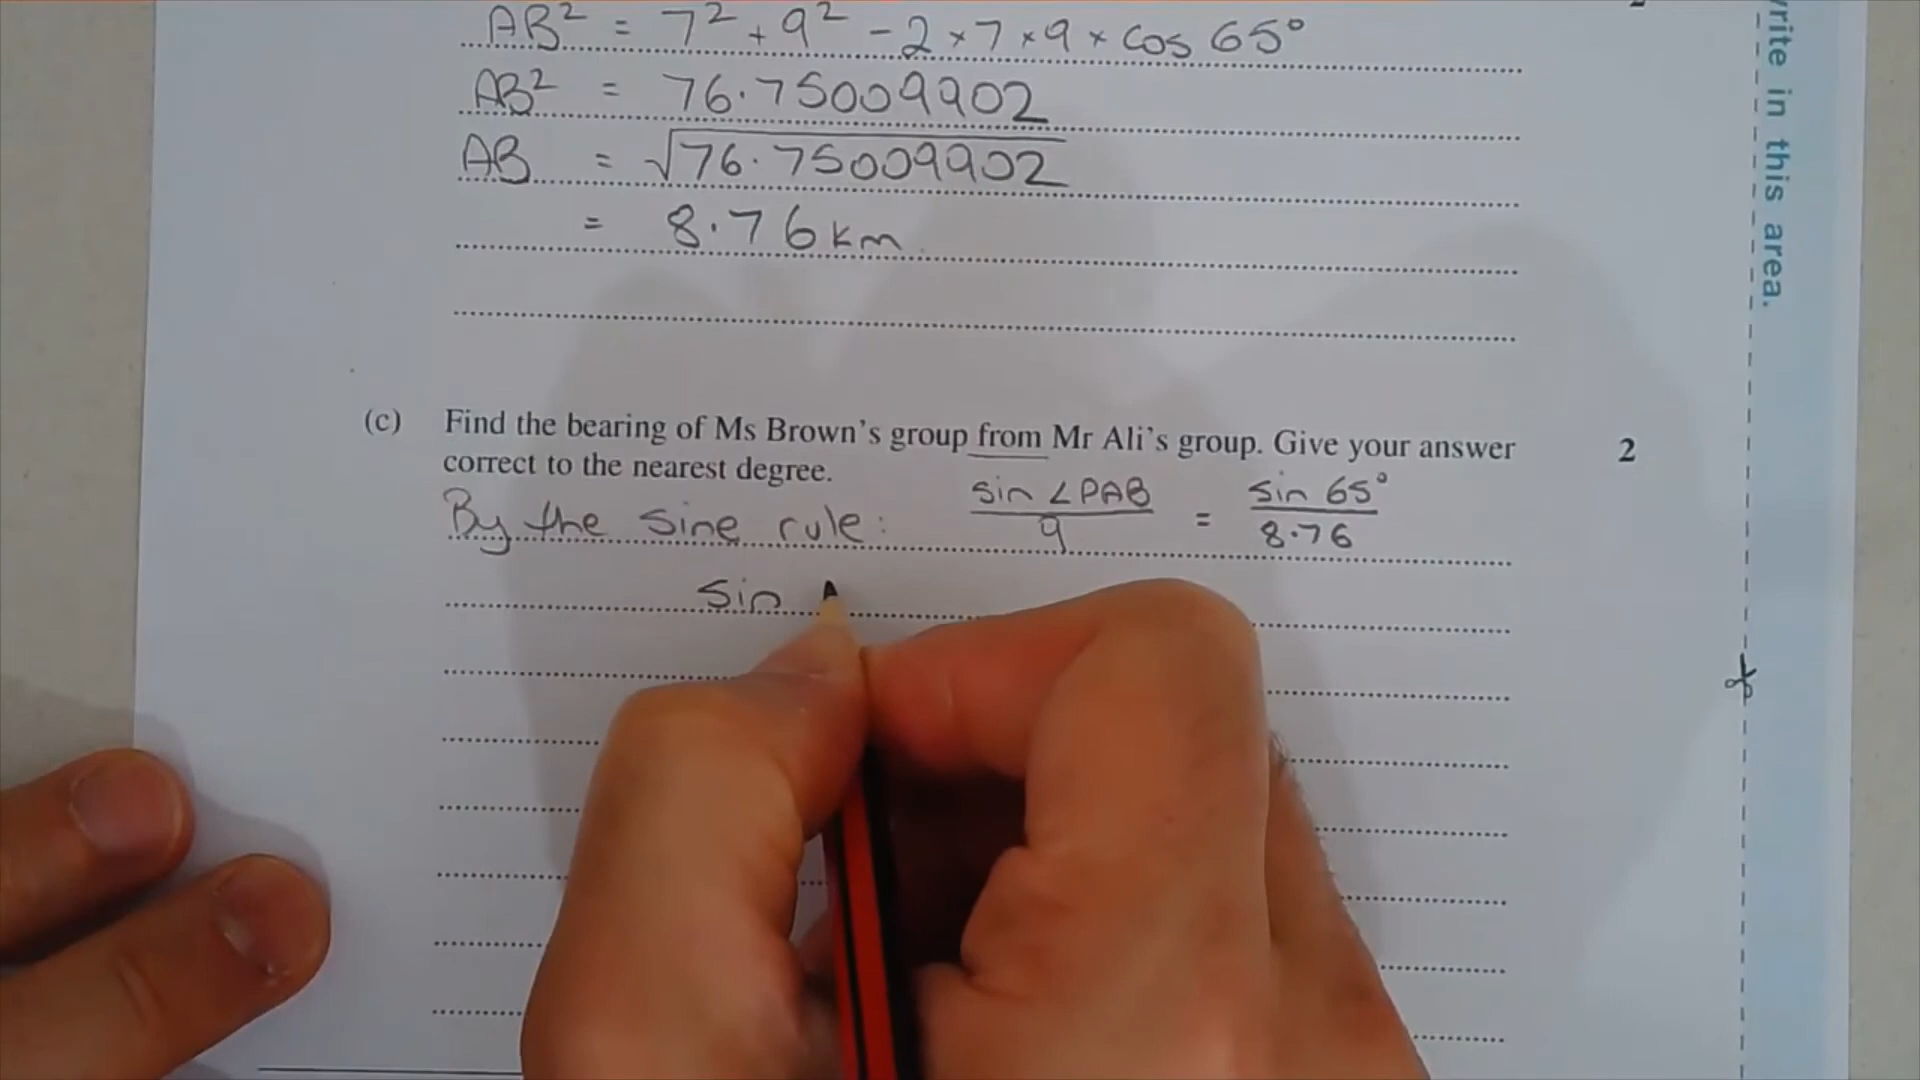 AB² = 7² + 9² - 2 × 7 × 9 × cos 65°
AB² = 76.75009902
AB = √76.75009902
= 8.76 km
(c) Find the bearing of Ms Brown's group from Mr Ali's group. Give your answer 2
correct to the nearest degree.
By the sine rule: sin ∠PAB / 9 = sin 65° / 8.76
sin
write in this area.